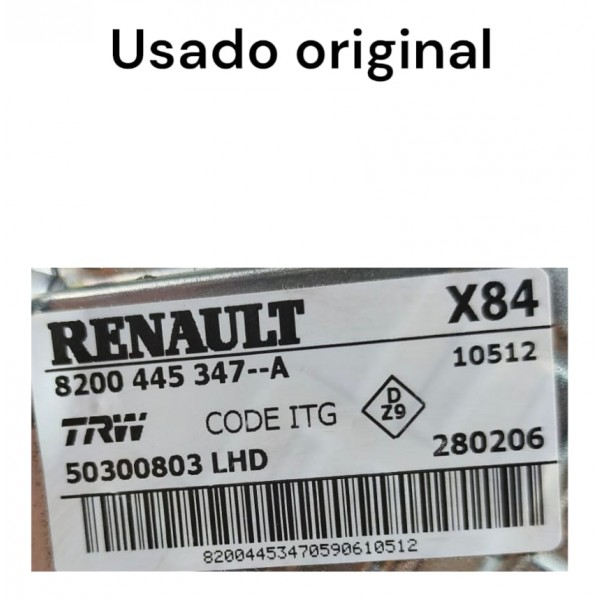 Usado original
RENAULT X84
8200 445 347--A 10512
TRW CODE ITG D Z9
50300803 LHD 280206
82004453470590610512